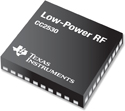 Low-Power RF
CC2530
TEXAS
INSTRUMENTS